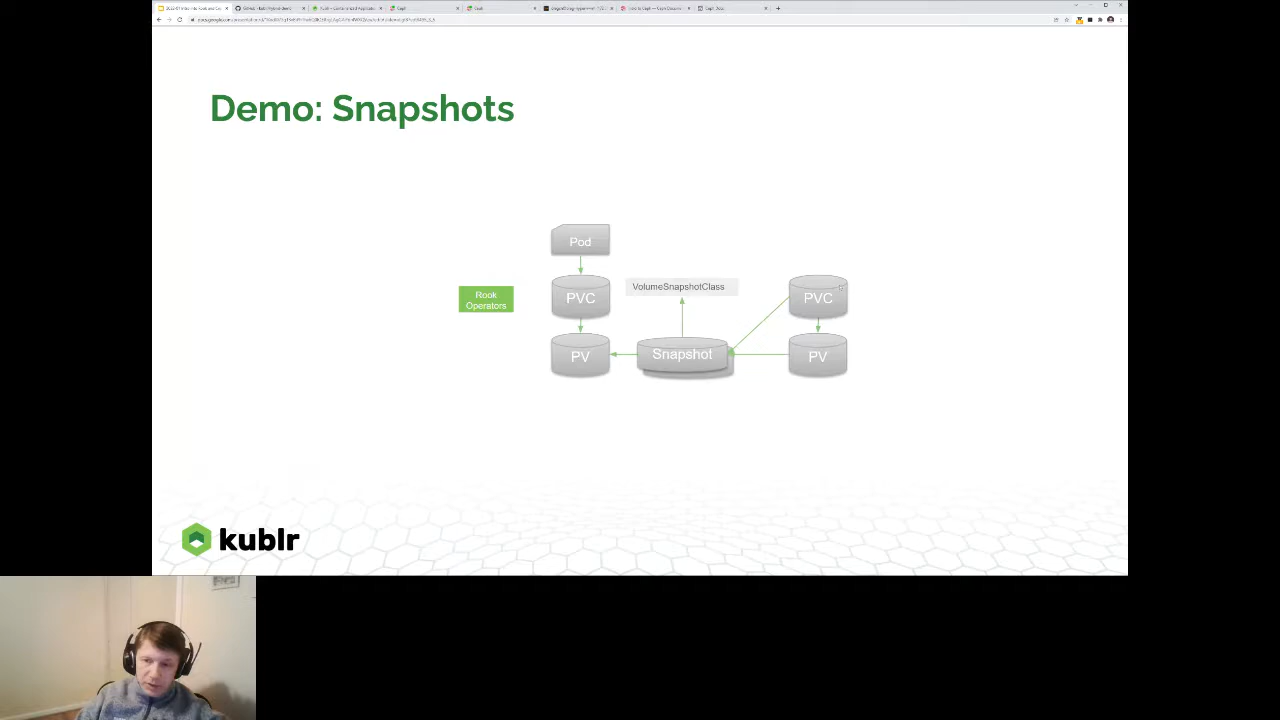 Demo: Snapshots
Pod
Rook
Operators
PVC
VolumeSnapshotClass
PVC
PV
Snapshot
PV
kublr